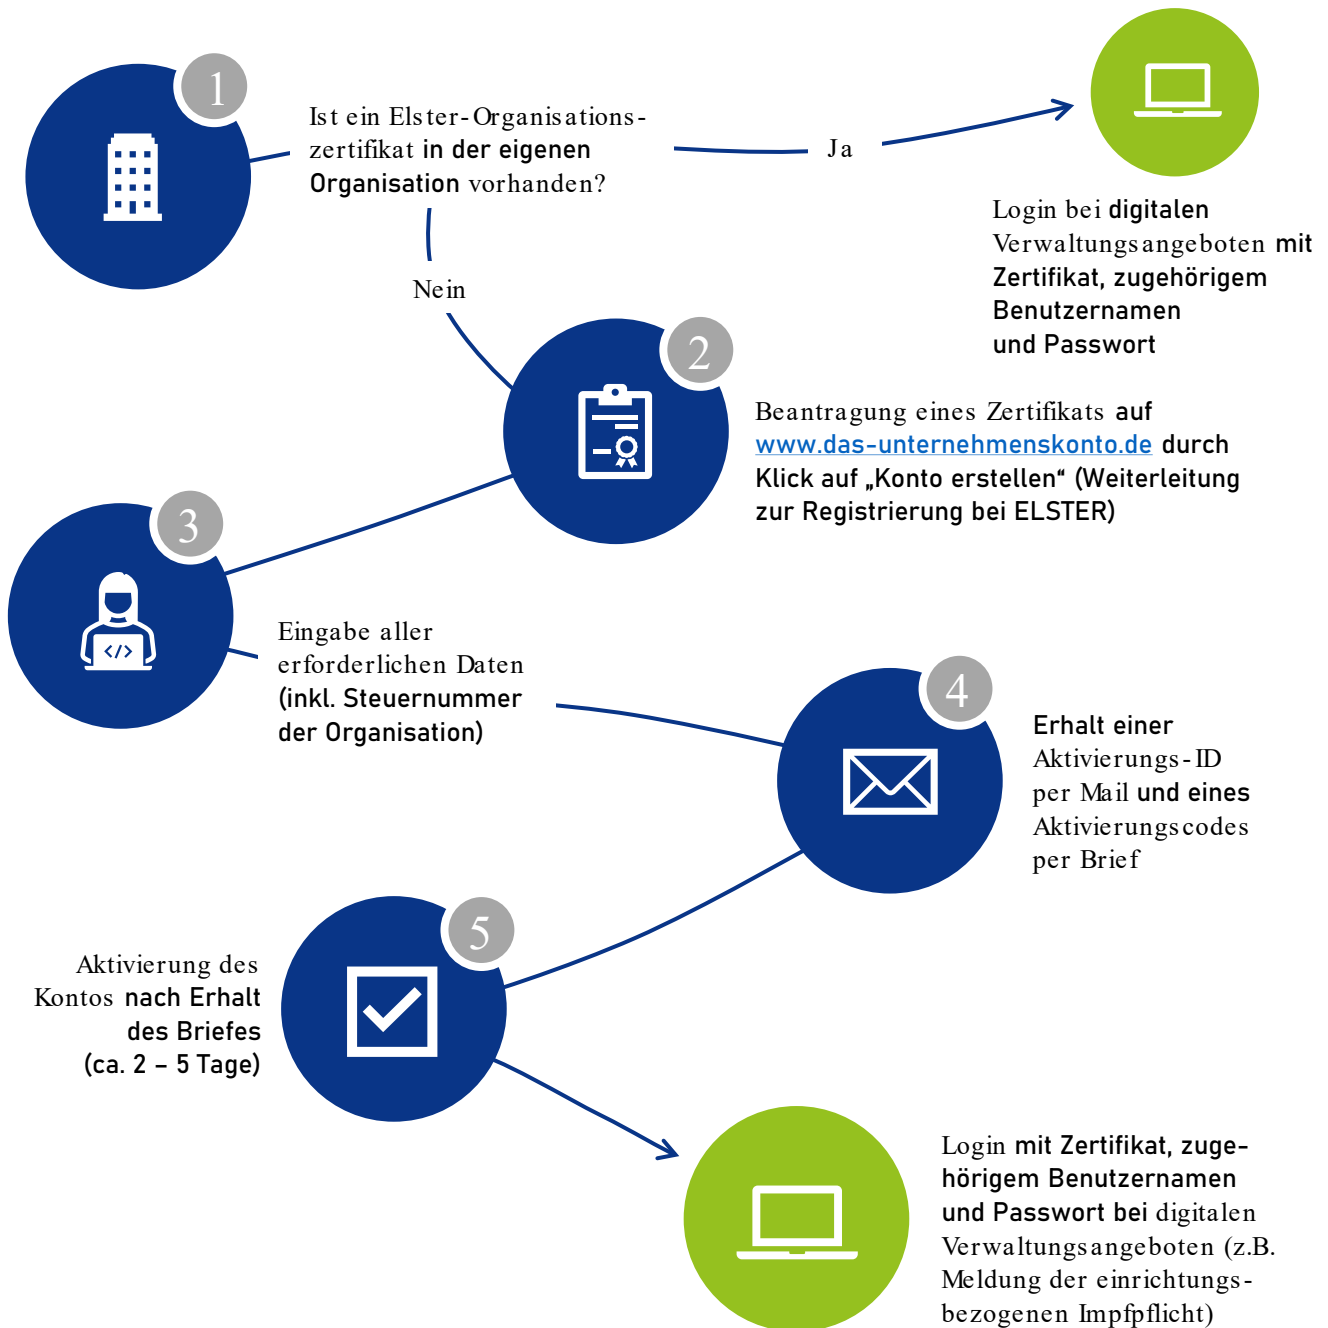 1
Ist ein Elster-Organisations-
zertifikat in der eigenen
Organisation vorhanden?
Ja
Login bei digitalen
Verwaltungsangeboten mit
Zertifikat, zugehörigem
Benutzernamen
und Passwort
Nein
2
Beantragung eines Zertifikats auf
www.das-unternehmenskonto.de durch
Klick auf „Konto erstellen“ (Weiterleitung
zur Registrierung bei ELSTER)
3
</>
Eingabe aller
erforderlichen Daten
(inkl. Steuernummer
der Organisation)
4
Erhalt einer
Aktivierungs-ID
per Mail und eines
Aktivierungscodes
per Brief
5
Aktivierung des
Kontos nach Erhalt
des Briefes
(ca. 2 – 5 Tage)
Login mit Zertifikat, zuge-
hörigem Benutzernamen
und Passwort bei digitalen
Verwaltungsangeboten (z.B.
Meldung der einrichtungs-
bezogenen Impfpflicht)